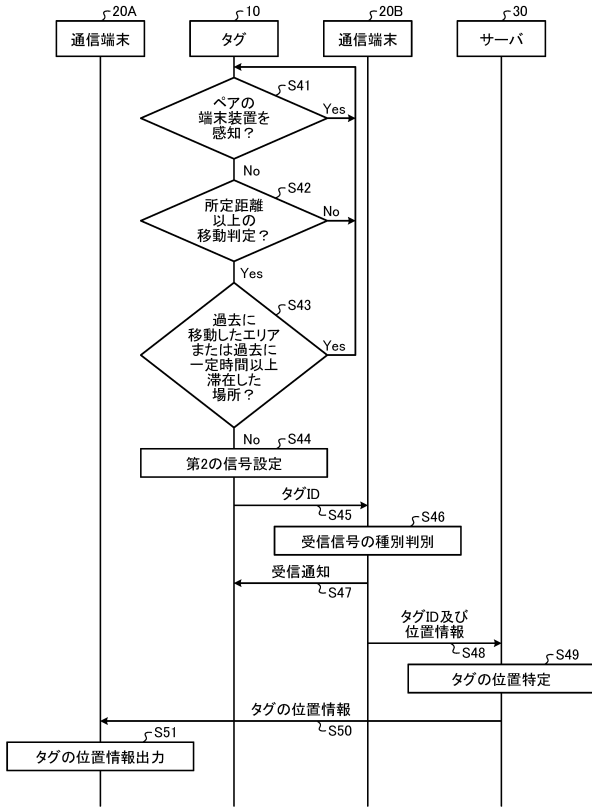 20A
10
20B
30
通信端末
タグ
通信端末
サーバ
S41
ペアの
端末装置を
感知？
Yes
No
S42
所定距離
以上の
移動判定？
No
Yes
S43
過去に
移動したエリア
または過去に
一定時間以上
滞在した
場所？
Yes
No
S44
第2の信号設定
タグID
S45
S46
受信信号の種別判別
受信通知
S47
タグID及び
位置情報
S48
S49
タグの位置特定
タグの位置情報
S50
S51
タグの位置情報出力